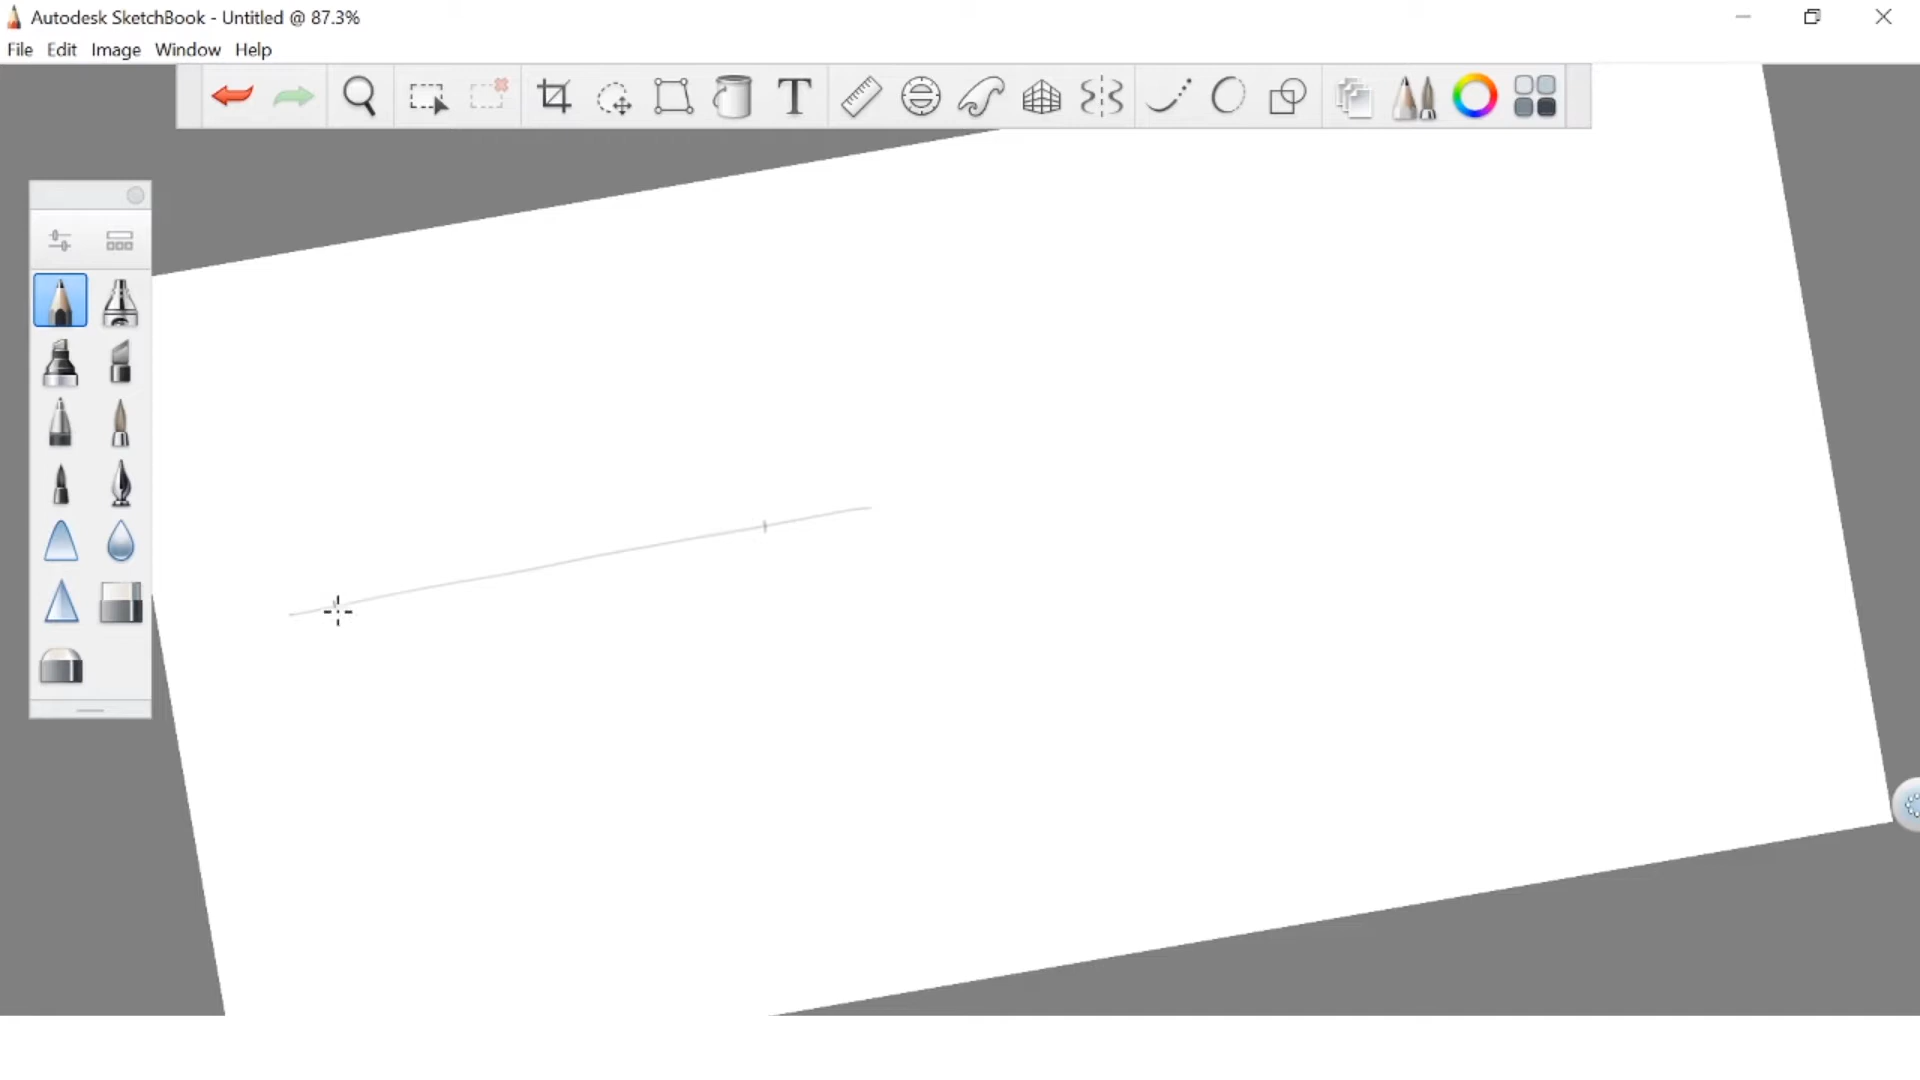 Autodesk SketchBook - Untitled @ 87.3%
File Edit Image Window Help
T